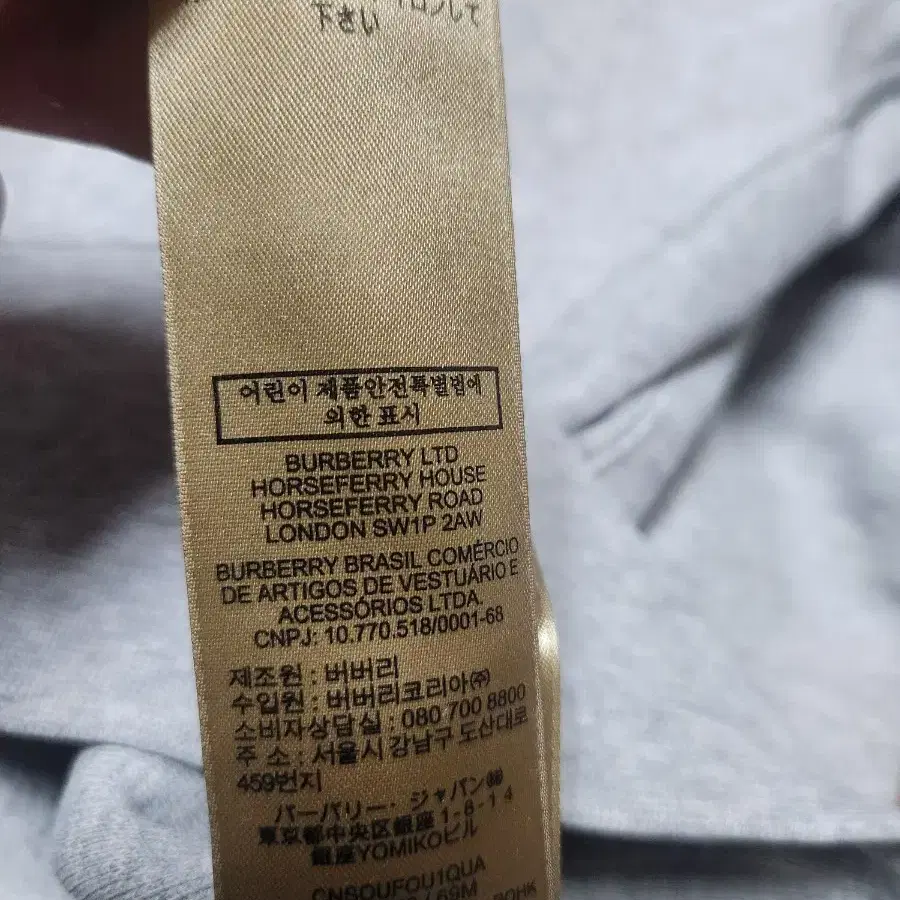 下さい
어린이 제품안전특별법에
의한 표시
BURBERRY LTD
HORSEFERRY HOUSE
HORSEFERRY ROAD
LONDON SW1P 2AW
BURBERRY BRASIL COMÉRCIO
DE ARTIGOS DE VESTUÁRIO E
ACESSÓRIOS LTDA
CNPJ: 10.770.518/0001-68
제조원 : 버버리
수입원 : 버버리코리아㈜
소비자상담실 : 080 700 8800
주 소 : 서울시 강남구 도산대로
459번지
バーバリー・ジャパン㈱
東京都中央区銀座1-8-14
銀座YOMIKOビル
CNSOUFOU1QUA